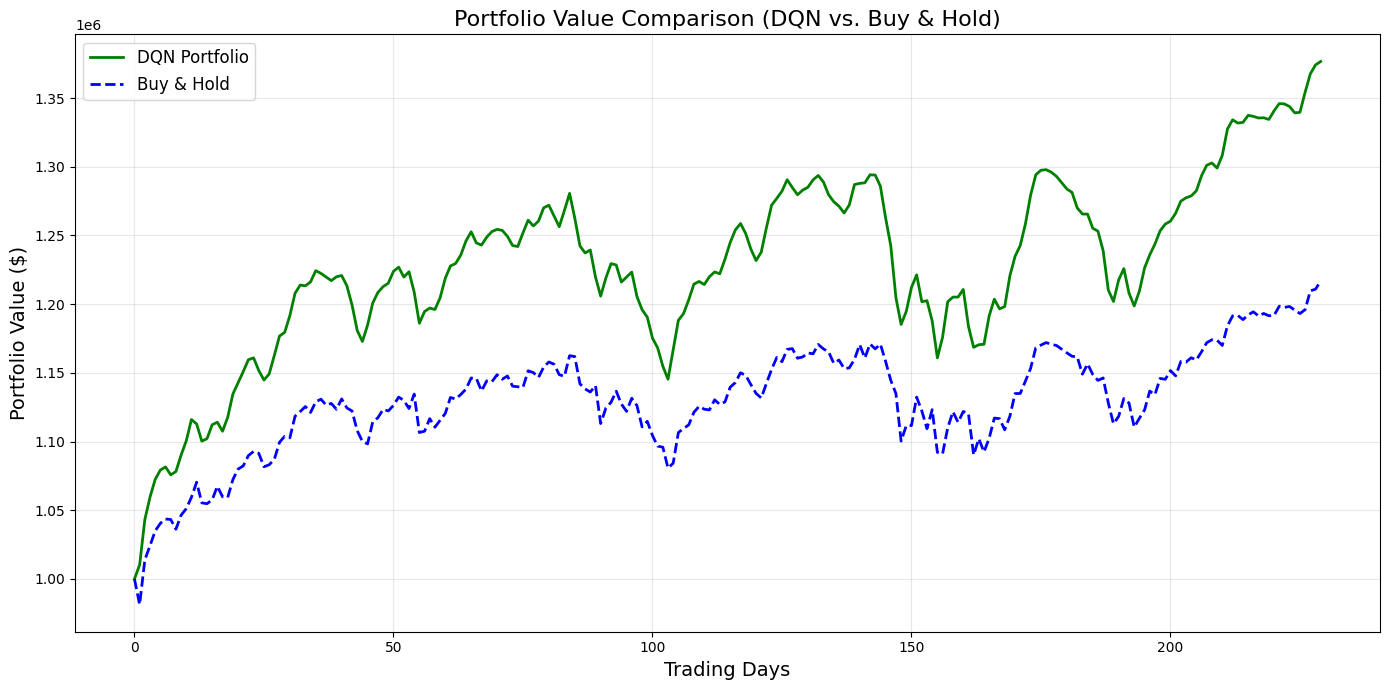 Portfolio Value Comparison (DQN vs. Buy & Hold)
1e6
DQN Portfolio
Buy & Hold
Portfolio Value ($)
1.35
1.30
1.25
1.20
1.15
1.10
1.05
1.00
0 50 100 150 200
Trading Days